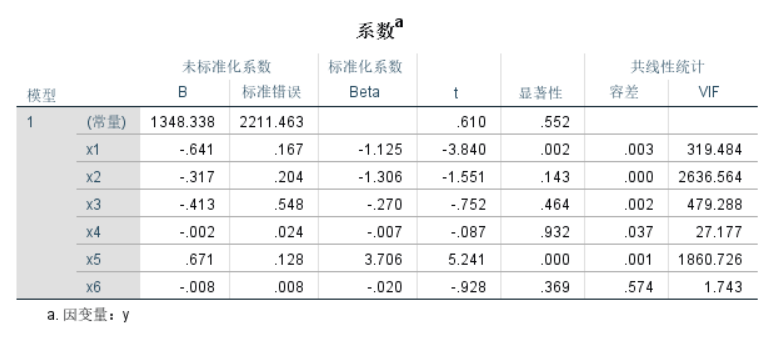 系数a
未标准化系数 标准化系数 共线性统计
模型 B 标准错误 Beta t 显著性 容差 VIF
1 (常量) 1348.338 2211.463 .610 .552
x1 -.641 .167 -1.125 -3.840 .002 .003 319.484
x2 -.317 .204 -1.306 -1.551 .143 .000 2636.564
x3 -.413 .548 -.270 -.752 .464 .002 479.288
x4 -.002 .024 -.007 -.087 .932 .037 27.177
x5 .671 .128 3.706 5.241 .000 .001 1860.726
x6 -.008 .008 -.020 -.928 .369 .574 1.743
a. 因变量：y